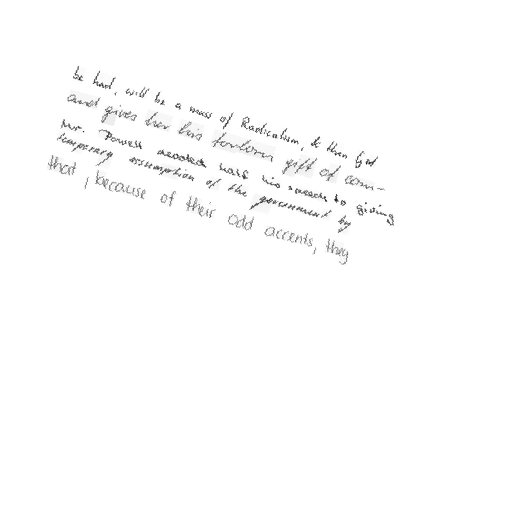 be had, will be a mass of Radicalism, & then God
and gives her his forlorn gift of com-
Mr. Powell devoted half his speech to giving
temporary assumption of the government by
that, because of their odd accents, they